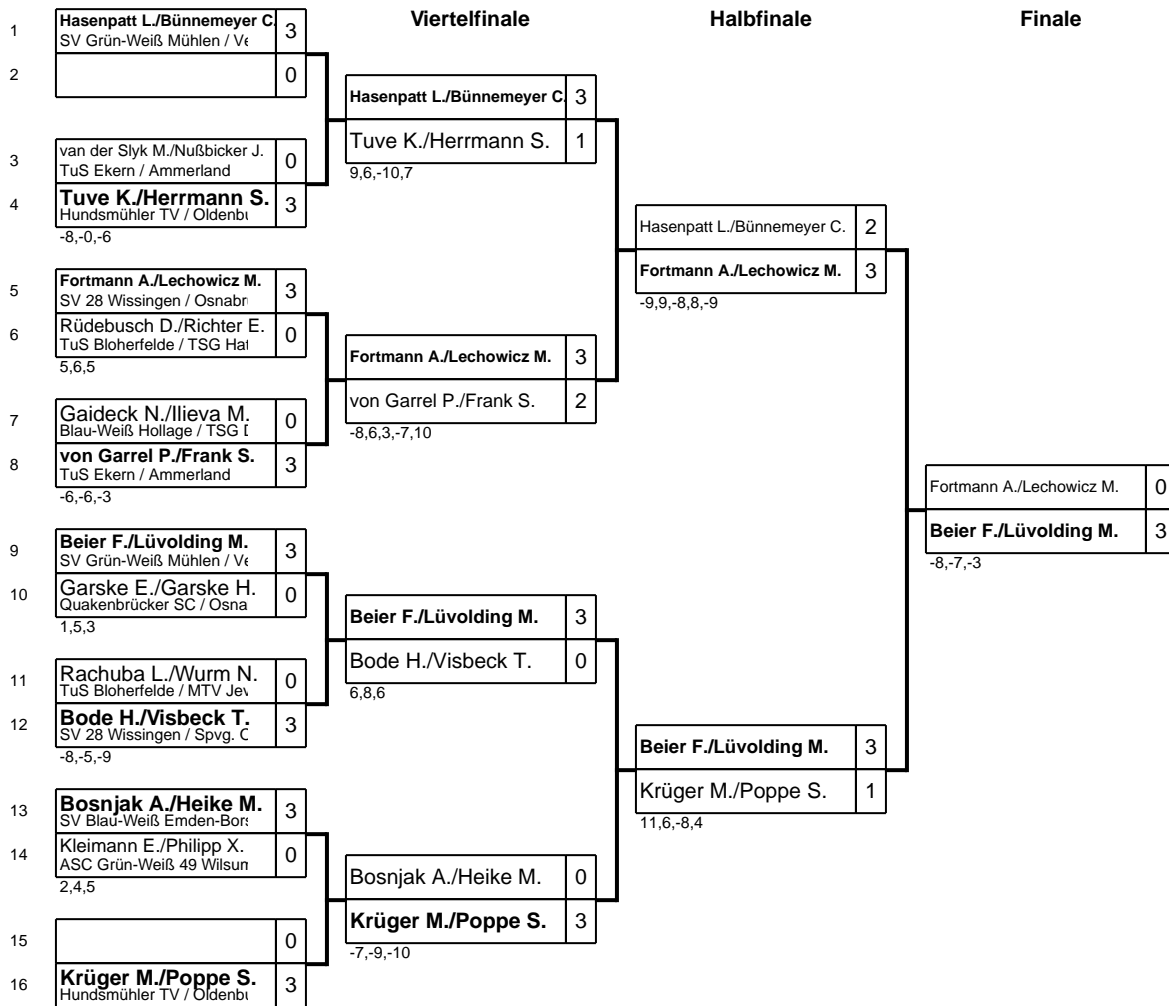 Viertelfinale
Halbfinale
Finale
1
Hasenpatt L./Bünnemeyer C.
SV Grün-Weiß Mühlen /
3
2
0
3
van der Slyk M./Nußbicker J.
TuS Ekern / Ammerland
0
4
Tuve K./Herrmann S.
Hundsmühler TV /
3
-8,-0,-6
5
Fortmann A./Lechowicz M.
SV 28 Wissingen /
3
6
Rüdebusch D./Richter E.
TuS Bloherfelde / TSG
0
5,6,5
7
Gaideck N./Ilieva M.
Blau-Weiß Hollage / TSG
0
8
von Garrel P./Frank S.
TuS Ekern / Ammerland
3
-6,-6,-3
9
Beier F./Lüvolding M.
SV Grün-Weiß Mühlen /
3
10
Garske E./Garske H.
Quakenbrücker SC / Osna
0
1,5,3
11
Rachuba L./Wurm N.
TuS Bloherfelde / MTV
0
12
Bode H./Visbeck T.
SV 28 Wissingen / Spvg.
3
-8,-5,-9
13
Bosnjak A./Heike M.
SV Blau-Weiß
3
14
Kleimann E./Philipp X.
ASC Grün-Weiß 49
0
2,4,5
15
0
16
Krüger M./Poppe S.
Hundsmühler TV /
3
Hasenpatt L./Bünnemeyer C.
3
Tuve K./Herrmann S.
1
9,6,-10,7
Fortmann A./Lechowicz M.
3
von Garrel P./Frank S.
2
-8,6,3,-7,10
Beier F./Lüvolding M.
3
Bode H./Visbeck T.
0
6,8,6
Bosnjak A./Heike M.
0
Krüger M./Poppe S.
3
-7,-9,-10
Hasenpatt L./Bünnemeyer C.
2
Fortmann A./Lechowicz M.
3
-9,9,-8,8,-9
Beier F./Lüvolding M.
3
Krüger M./Poppe S.
1
11,6,-8,4
Fortmann A./Lechowicz M.
0
Beier F./Lüvolding M.
3
-8,-7,-3